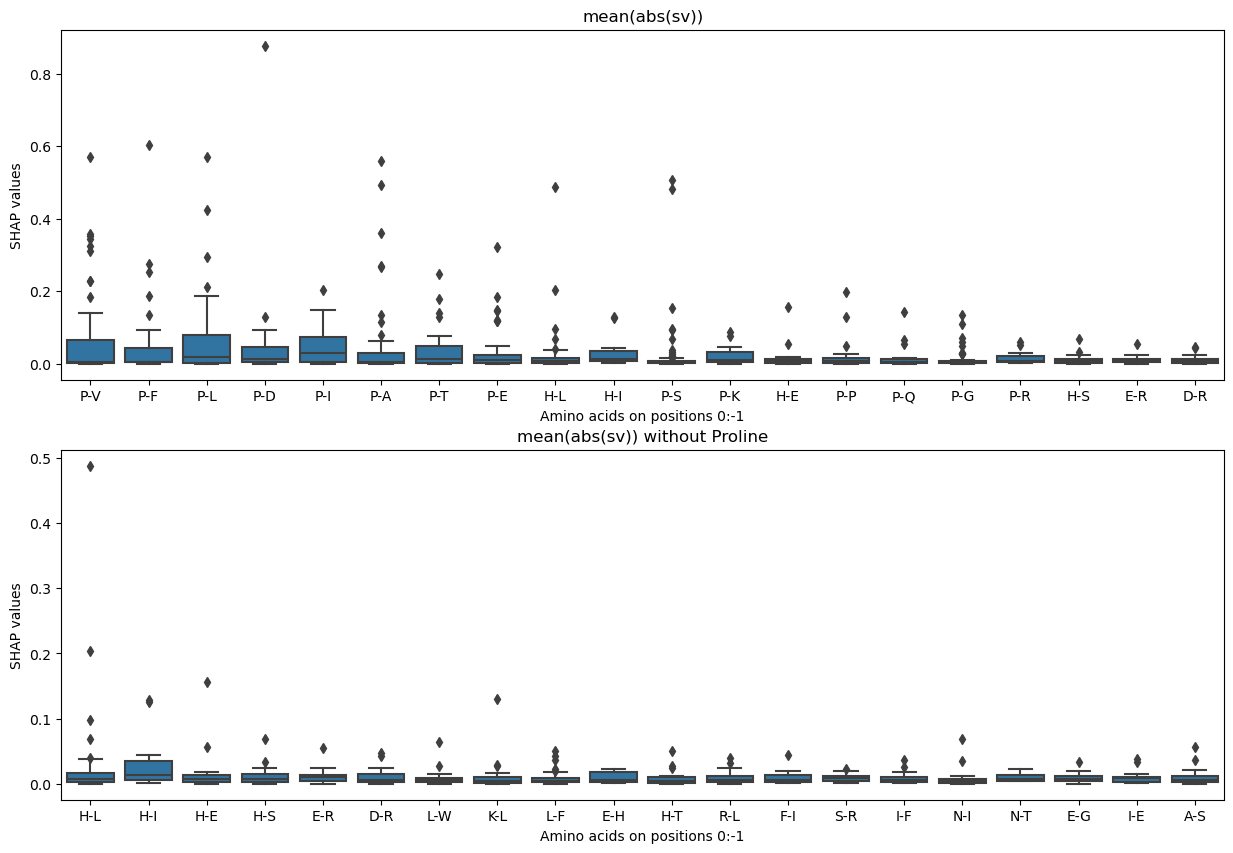 mean(abs(sv))
0.8
0.6
0.4
0.2
0.0
SHAP values
P-V P-F P-L P-D P-I P-A P-T P-E H-L H-I P-S P-K H-E P-P P-Q P-G P-R H-S E-R D-R
Amino acids on positions 0:-1
mean(abs(sv)) without Proline
0.5
0.4
0.3
0.2
0.1
0.0
SHAP values
H-L H-I H-E H-S E-R D-R L-W K-L L-F E-H H-T R-L F-I S-R I-F N-I N-T E-G I-E A-S
Amino acids on positions 0:-1